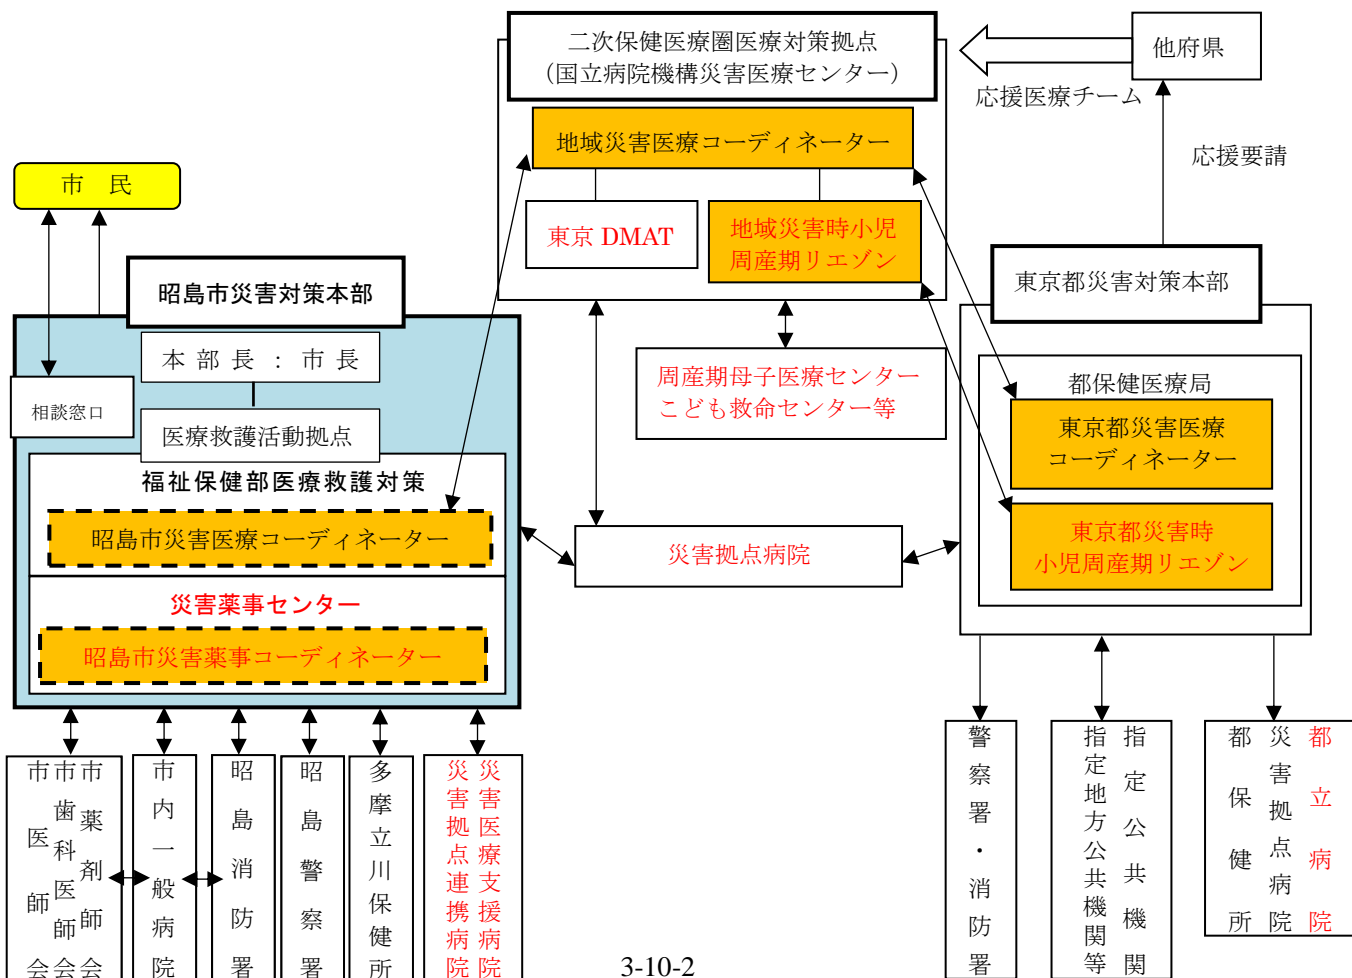 二次保健医療圏医療対策拠点
（国立病院機構災害医療センター）
他府県
応援医療チーム
応援要請
地域災害医療コーディネーター
東京 DMAT
地域災害時小児
周産期リエゾン
市　民
昭島市災害対策本部
本部長：市長
相談窓口
医療救護活動拠点
福祉保健部医療救護対策
昭島市災害医療コーディネーター
災害薬事センター
昭島市災害薬事コーディネーター
周産期母子医療センター
こども救命センター等
災害拠点病院
東京都災害対策本部
都保健医療局
東京都災害医療
コーディネーター
東京都災害時
小児周産期リエゾン
市薬剤師会
市歯科医師会
市医師会
市内一般病院
昭島消防署
昭島警察署
多摩立川保健所
災害医療支援病院
災害拠点連携病院
警察署・消防署
指定公共機関
指定地方公共機関等
都立病院
災害拠点病院
都保健所
3-10-2